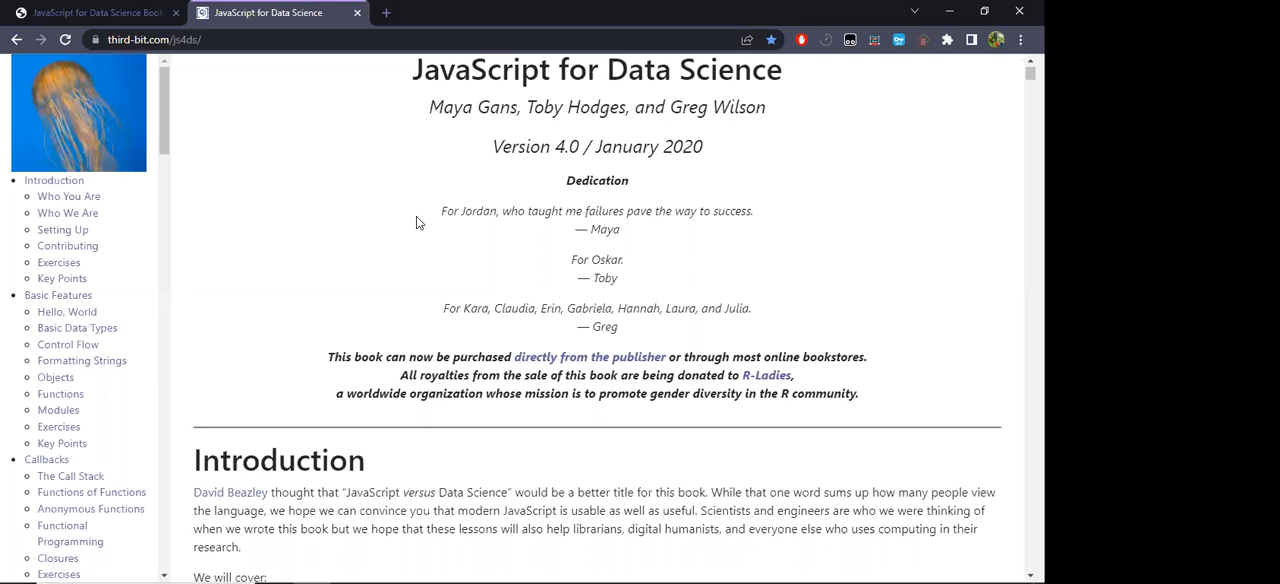 JavaScript for Data Science Book
JavaScript for Data Science
third-bit.com/js4ds/
Introduction
Who You Are
Who We Are
Setting Up
Contributing
Exercises
Key Points
Basic Features
Hello, World
Basic Data Types
Control Flow
Formatting Strings
Objects
Functions
Modules
Exercises
Key Points
Callbacks
The Call Stack
Functions of Functions
Anonymous Functions
Functional
Programming
Closures
Exercises
JavaScript for Data Science
Maya Gans, Toby Hodges, and Greg Wilson
Version 4.0 / January 2020
Dedication
For Jordan, who taught me failures pave the way to success.
— Maya
For Oskar.
— Toby
For Kara, Claudia, Erin, Gabriela, Hannah, Laura, and Julia.
— Greg
This book can now be purchased directly from the publisher or through most online bookstores.
All royalties from the sale of this book are being donated to R-Ladies,
a worldwide organization whose mission is to promote gender diversity in the R community.
Introduction
David Beazley thought that “JavaScript versus Data Science” would be a better title for this book. While that one word sums up how many people view
the language, we hope we can convince you that modern JavaScript is usable as well as useful. Scientists and engineers are who we were thinking of
when we wrote this book but we hope that these lessons will also help librarians, digital humanists, and everyone else who uses computing in their
research.
We will cover: